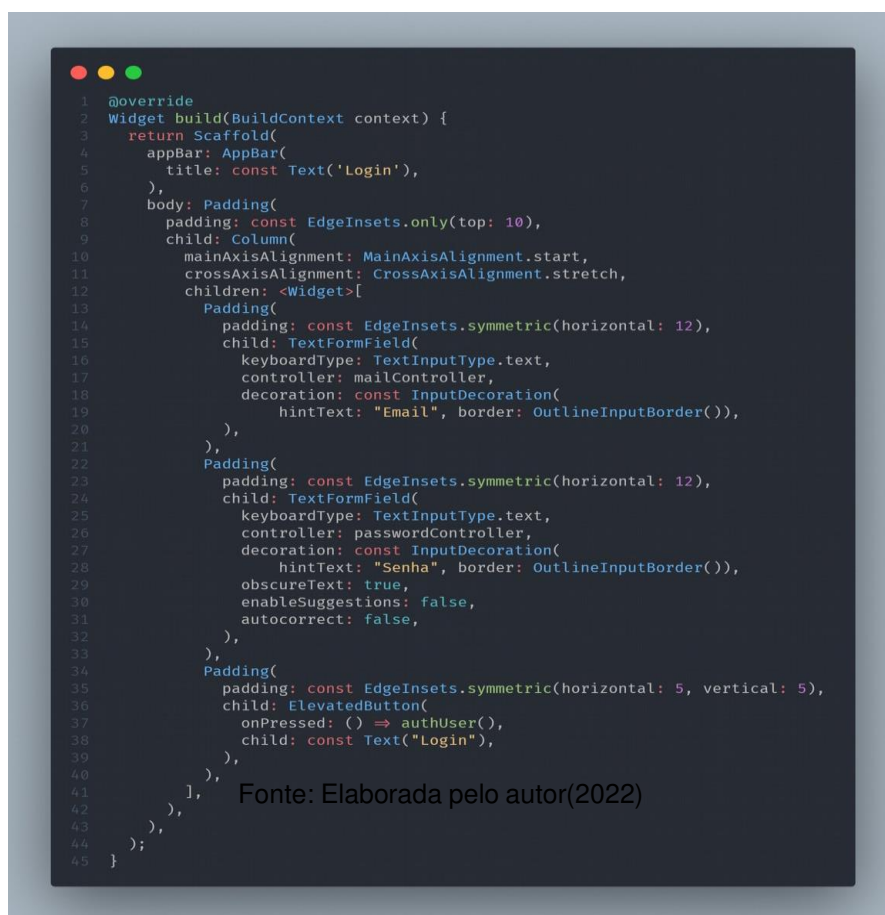 1 @override
2 Widget build(BuildContext context) {
3   return Scaffold(
4     appBar: AppBar(
5       title: const Text('Login'),
6     ),
7     body: Padding(
8       padding: const EdgeInsets.only(top: 10),
9       child: Column(
10         mainAxisAlignment: MainAxisAlignment.start,
11         crossAxisAlignment: CrossAxisAlignment.stretch,
12         children: <Widget>[
13           Padding(
14             padding: const EdgeInsets.symmetric(horizontal: 12),
15             child: TextFormField(
16               keyboardType: TextInputType.text,
17               controller: mailController,
18               decoration: const InputDecoration(
19                   hintText: "Email", border: OutlineInputBorder()),
20             ),
21           ),
22           Padding(
23             padding: const EdgeInsets.symmetric(horizontal: 12),
24             child: TextFormField(
25               keyboardType: TextInputType.text,
26               controller: passwordController,
27               decoration: const InputDecoration(
28                   hintText: "Senha", border: OutlineInputBorder()),
29               obscureText: true,
30               enableSuggestions: false,
31               autocorrect: false,
32             ),
33           ),
34           Padding(
35             padding: const EdgeInsets.symmetric(horizontal: 5, vertical: 5),
36             child: ElevatedButton(
37               onPressed: () ⇒ authUser(),
38               child: const Text("Login"),
39             ),
40           ),
41         ],
Fonte: Elaborada pelo autor(2022)
42       ),
43     ),
44   );
45 }